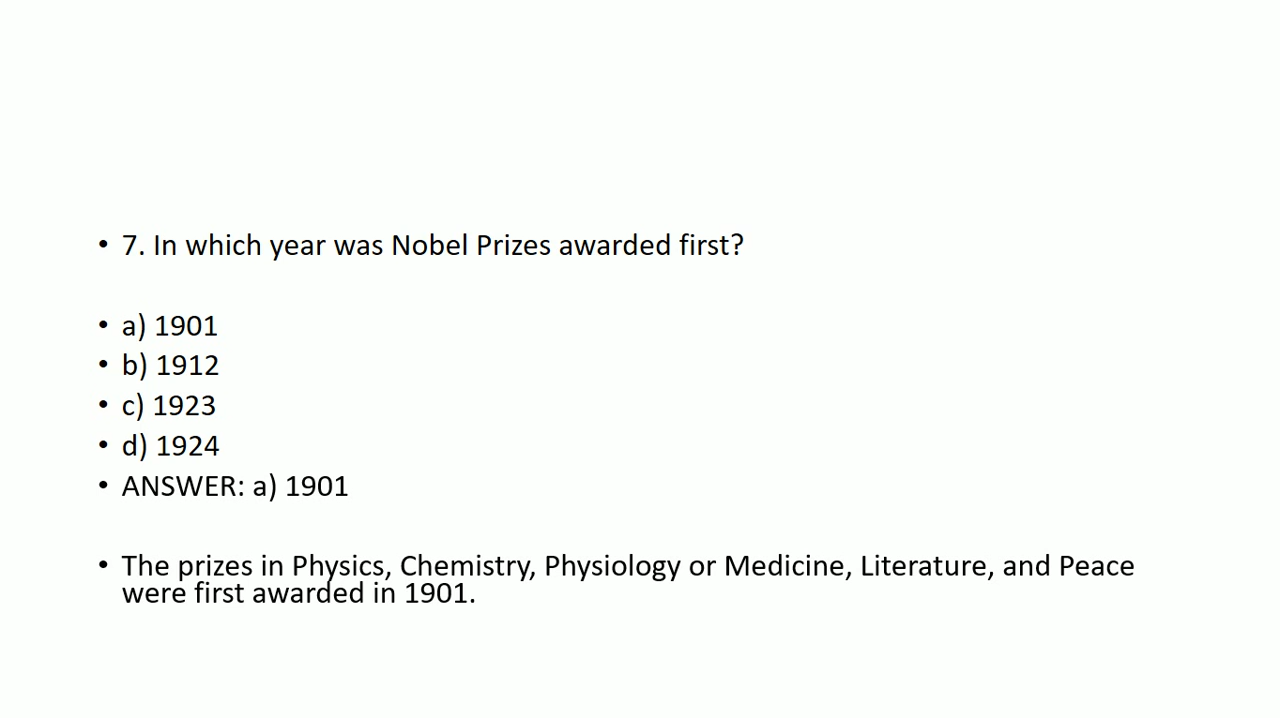 • 7. In which year was Nobel Prizes awarded first?
• a) 1901
• b) 1912
• c) 1923
• d) 1924
• ANSWER: a) 1901
• The prizes in Physics, Chemistry, Physiology or Medicine, Literature, and Peace
were first awarded in 1901.